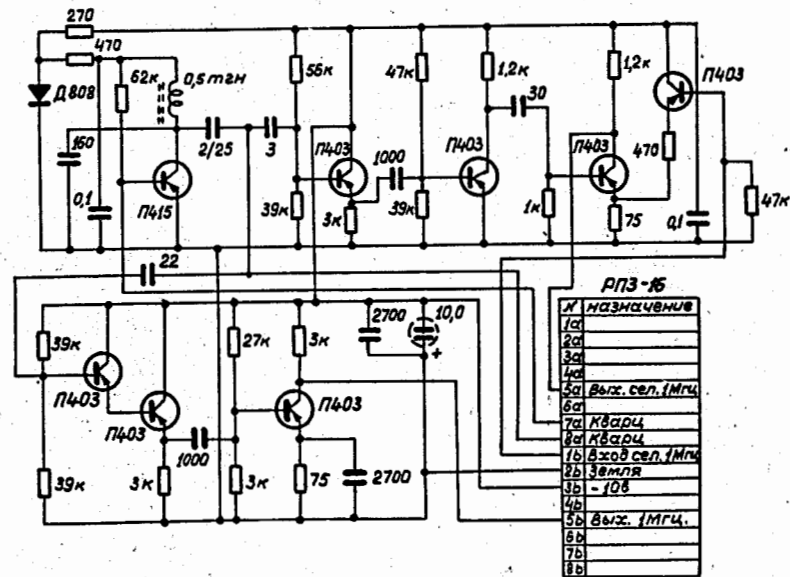 270
470
Д808
62к
0,5 мгн
160
0,1
П415
2/25
3
56к
39к
П403
3к
1000
47к
39к
П403
1,2к
30
1к
П403
1,2к
75
470
П403
0,1
47к
22
39к
39к
П403
П403
3к
1000
27к
3к
3к
П403
75
2700
2700
10,0
+
РПЗ-16
№ назначение
1а
2а
3а
4а
5а Вых. сел. 1Мгц
6а
7а Кварц
8а Кварц
1b Вход сел. 1Мгц
2b Земля
3b -10в
4b
5b Вых. 1Мгц.
6b
7b
8b